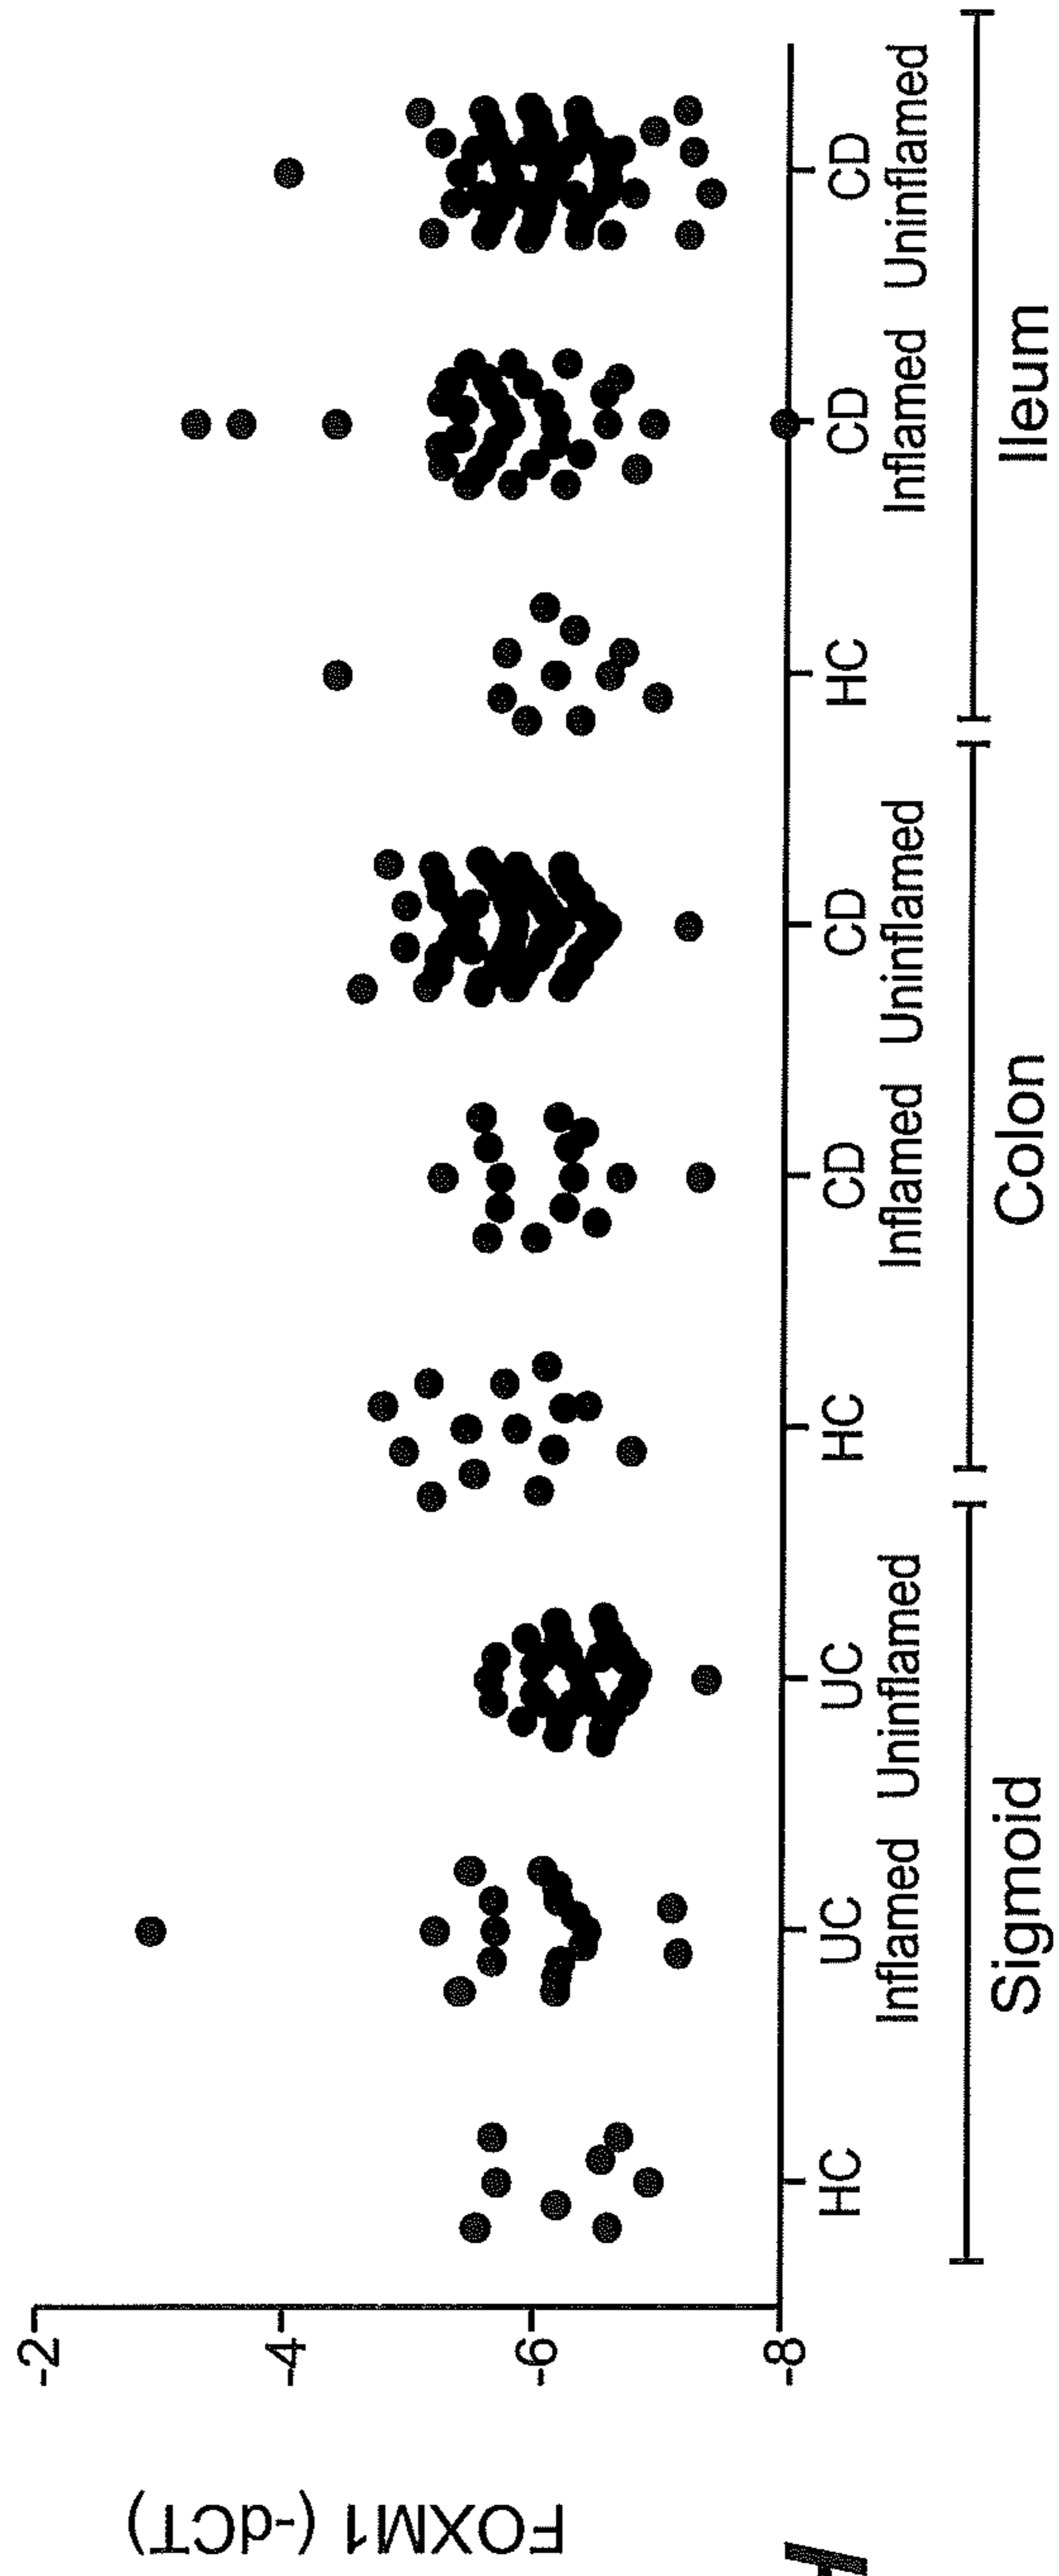 FOXM1 (-dCT)
-2
-4
-6
-8
HC UC UC HC CD CD HC CD CD
Inflamed Uninflamed Inflamed Uninflamed Inflamed Uninflamed
Sigmoid Colon Ileum